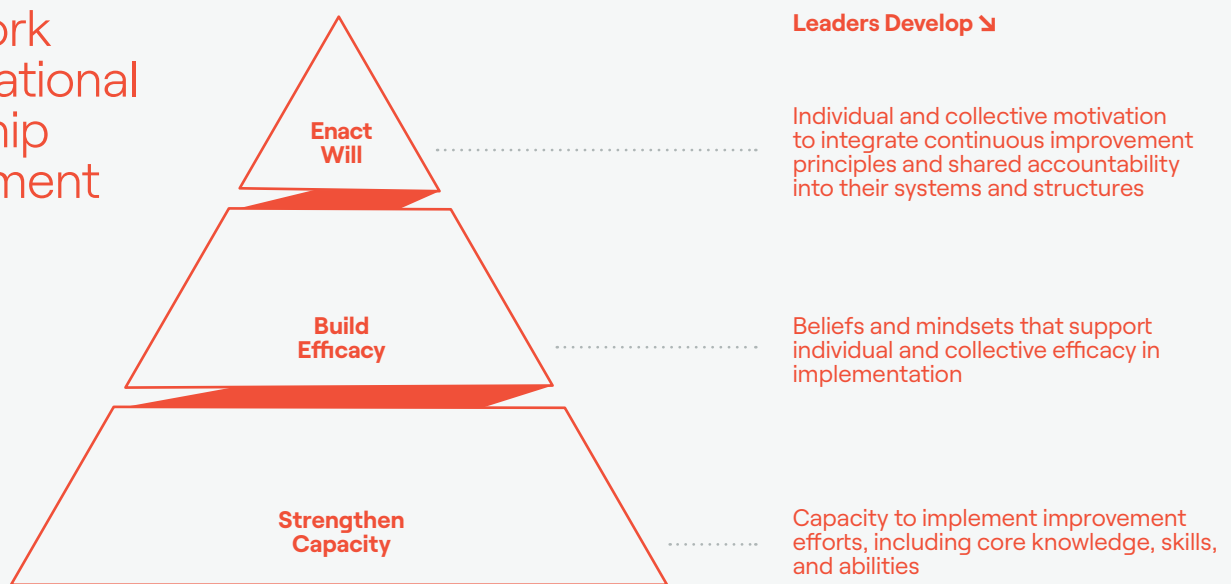 ork
ational
hip
ment
Leaders Develop ↘
Enact
Will
Individual and collective motivation
to integrate continuous improvement
principles and shared accountability
into their systems and structures
Build
Efficacy
Beliefs and mindsets that support
individual and collective efficacy in
implementation
Strengthen
Capacity
Capacity to implement improvement
efforts, including core knowledge, skills,
and abilities